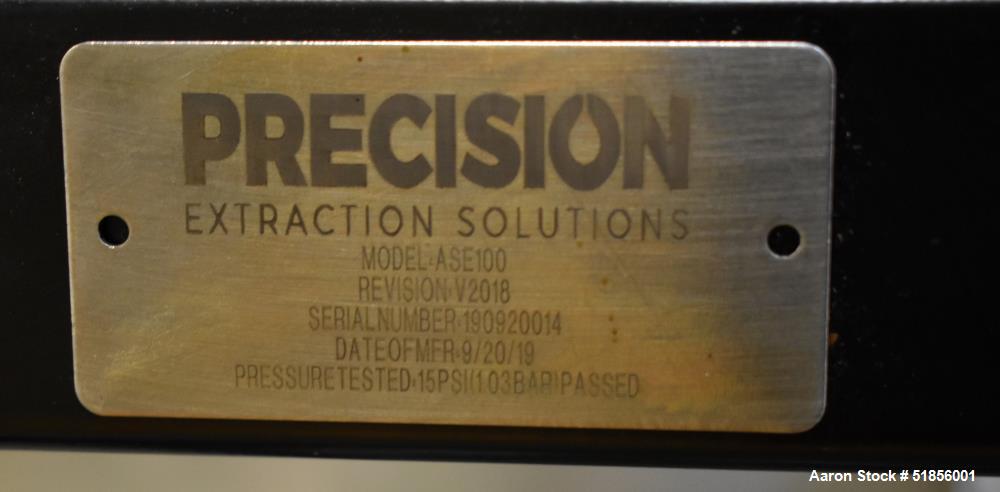 PRECISION
EXTRACTION SOLUTIONS
MODEL:ASE100
REVISION:V2018
SERIALNUMBER:190920014
DATEOFMFR:9/20/19
PRESSURETESTED:15PSI(1.03BAR)PASSED
Aaron Stock # 51856001